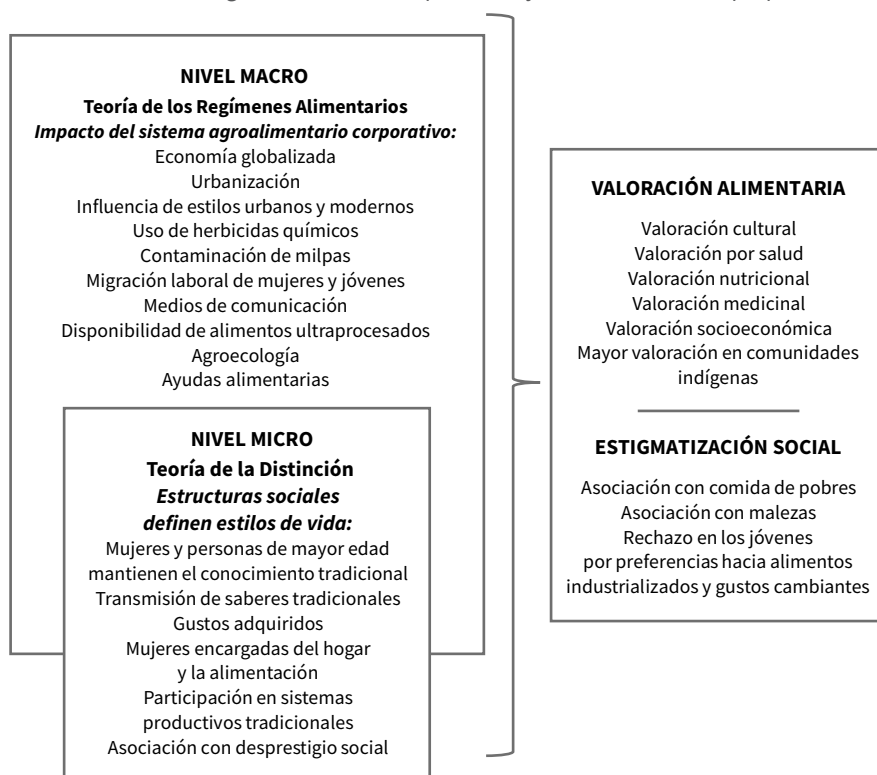 NIVEL MACRO
Teoría de los Regímenes Alimentarios
Impacto del sistema agroalimentario corporativo:
Economía globalizada
Urbanización
Influencia de estilos urbanos y modernos
Uso de herbicidas químicos
Contaminación de milpas
Migración laboral de mujeres y jóvenes
Medios de comunicación
Disponibilidad de alimentos ultraprocesados
Agroecología
Ayudas alimentarias
NIVEL MICRO
Teoría de la Distinción
Estructuras sociales
definen estilos de vida:
Mujeres y personas de mayor edad
mantienen el conocimiento tradicional
Transmisión de saberes tradicionales
Gustos adquiridos
Mujeres encargadas del hogar
y la alimentación
Participación en sistemas
productivos tradicionales
Asociación con desprestigio social
VALORACIÓN ALIMENTARIA
Valoración cultural
Valoración por salud
Valoración nutricional
Valoración medicinal
Valoración socioeconómica
Mayor valoración en comunidades
indígenas
ESTIGMATIZACIÓN SOCIAL
Asociación con comida de pobres
Asociación con malezas
Rechazo en los jóvenes
por preferencias hacia alimentos
industrializados y gustos cambiantes